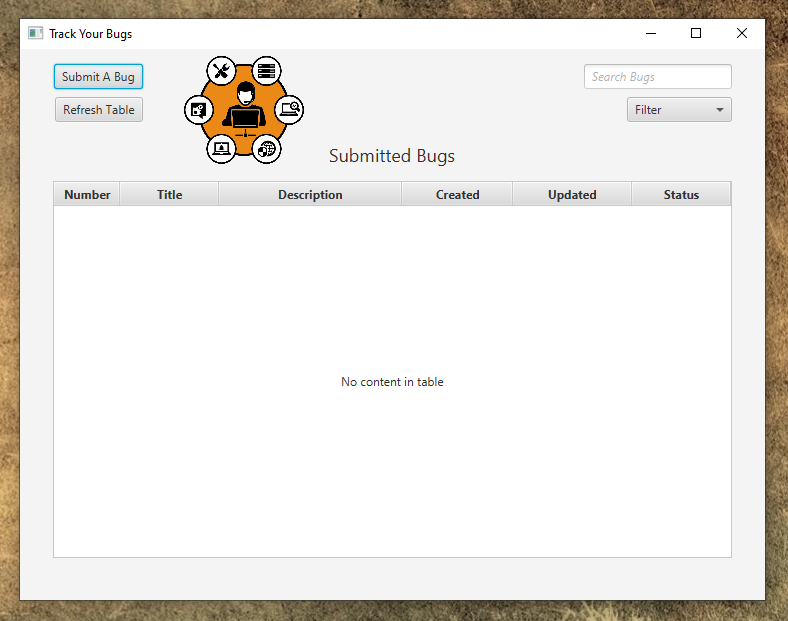 Track Your Bugs
Submit A Bug
Search Bugs
Refresh Table
Filter
Submitted Bugs
Number Title Description Created Updated Status
No content in table